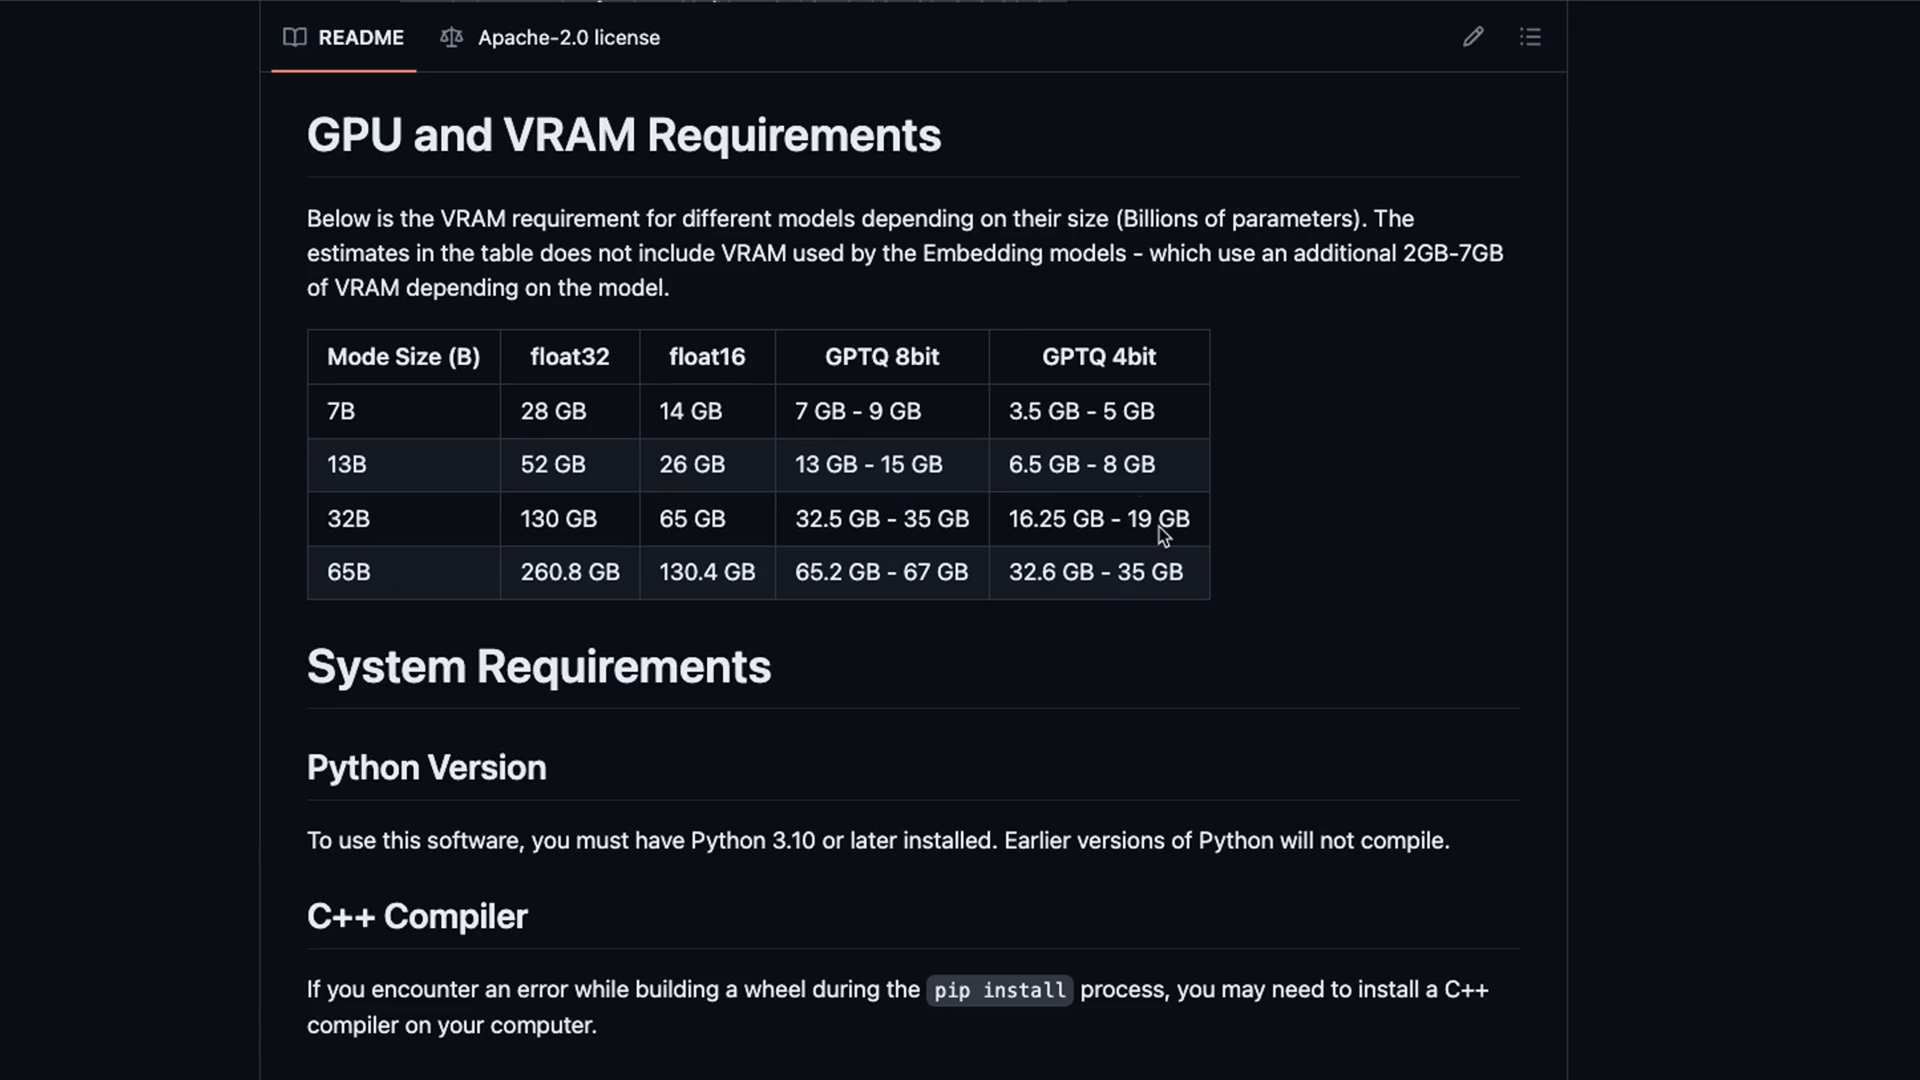 README Apache-2.0 license
GPU and VRAM Requirements
Below is the VRAM requirement for different models depending on their size (Billions of parameters). The
estimates in the table does not include VRAM used by the Embedding models - which use an additional 2GB-7GB
of VRAM depending on the model.
Mode Size (B) float32 float16 GPTQ 8bit GPTQ 4bit
7B 28 GB 14 GB 7 GB - 9 GB 3.5 GB - 5 GB
13B 52 GB 26 GB 13 GB - 15 GB 6.5 GB - 8 GB
32B 130 GB 65 GB 32.5 GB - 35 GB 16.25 GB - 19 GB
65B 260.8 GB 130.4 GB 65.2 GB - 67 GB 32.6 GB - 35 GB
System Requirements
Python Version
To use this software, you must have Python 3.10 or later installed. Earlier versions of Python will not compile.
C++ Compiler
If you encounter an error while building a wheel during the pip install process, you may need to install a C++
compiler on your computer.